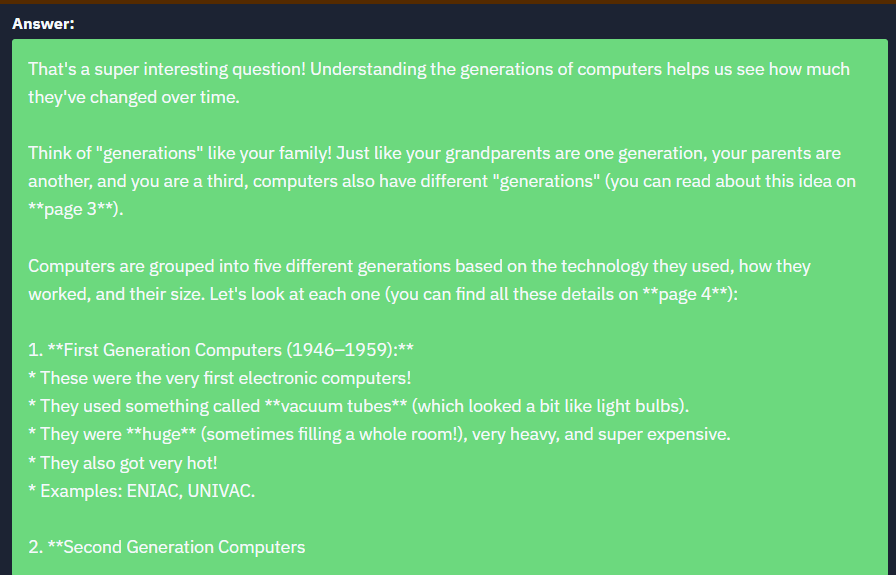 Answer:
That's a super interesting question! Understanding the generations of computers helps us see how much
they've changed over time.
Think of "generations" like your family! Just like your grandparents are one generation, your parents are
another, and you are a third, computers also have different "generations" (you can read about this idea on
**page 3**).
Computers are grouped into five different generations based on the technology they used, how they
worked, and their size. Let's look at each one (you can find all these details on **page 4**):
1. **First Generation Computers (1946–1959):**
* These were the very first electronic computers!
* They used something called **vacuum tubes** (which looked a bit like light bulbs).
* They were **huge** (sometimes filling a whole room!), very heavy, and super expensive.
* They also got very hot!
* Examples: ENIAC, UNIVAC.
2. **Second Generation Computers